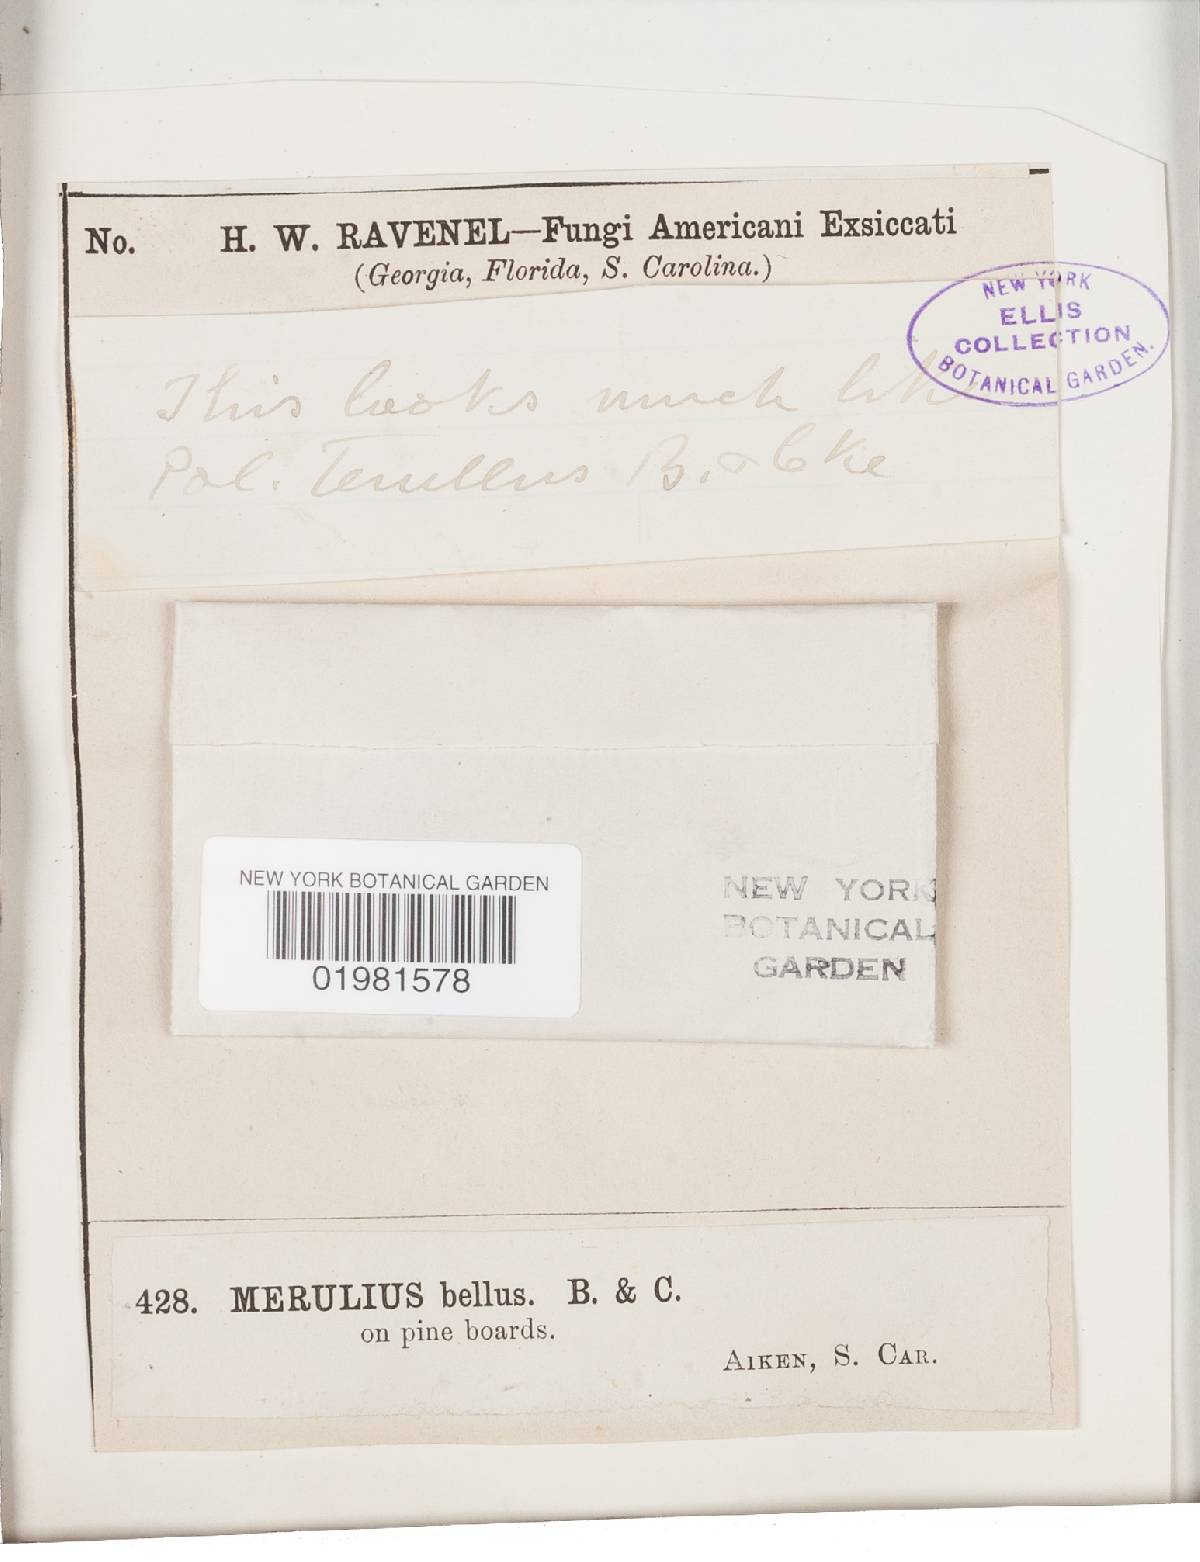 No. H. W. RAVENEL—Fungi Americani Exsiccati
(Georgia, Florida, S. Carolina.)
NEW YORK
ELLIS
COLLECTION
BOTANICAL GARDEN.
This looks much like
Pol. Tenellus B. & Cke
NEW YORK BOTANICAL GARDEN
01981578
NEW YORK
BOTANICAL
GARDEN
428. MERULIUS bellus. B. & C.
on pine boards.
AIKEN, S. CAR.